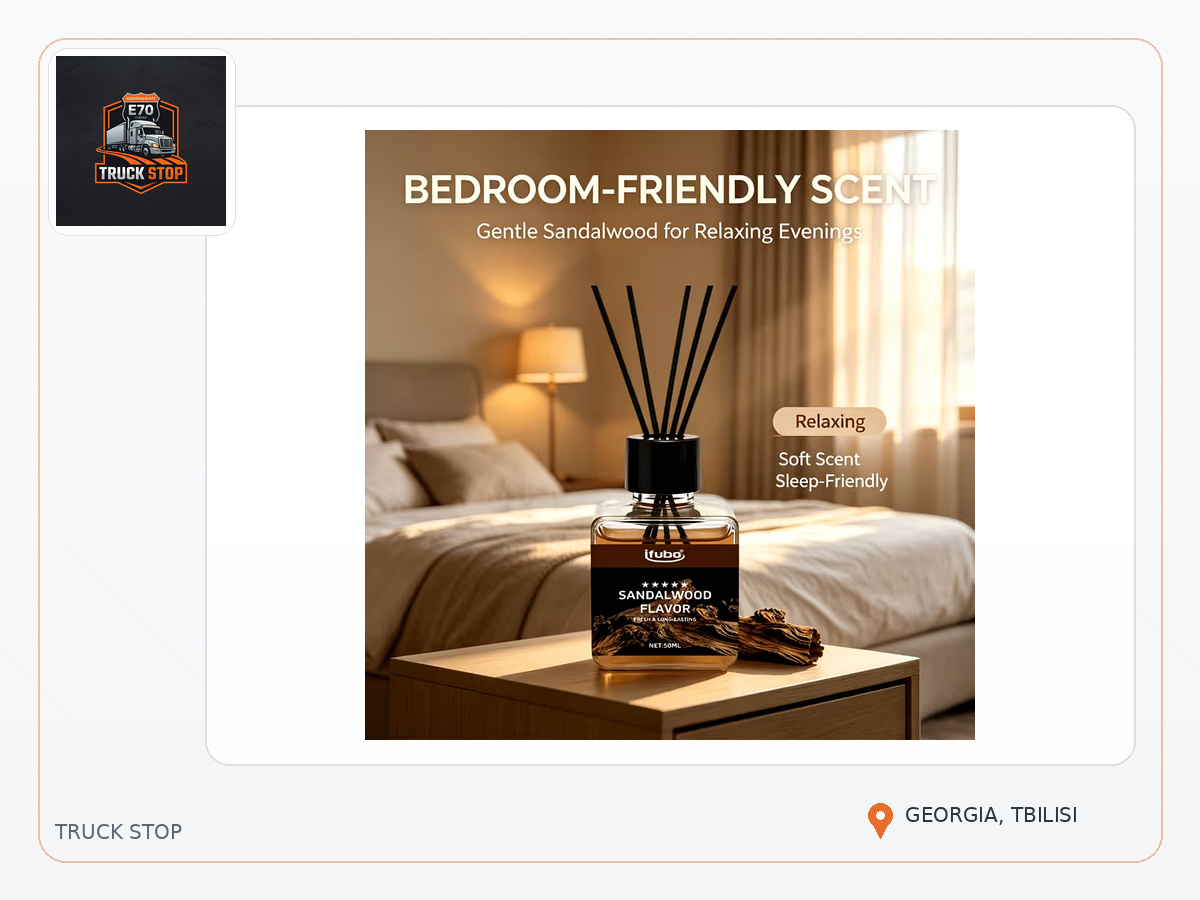 E70
TRUCK STOP
BEDROOM-FRIENDLY SCENT
Gentle Sandalwood for Relaxing Evenings
Relaxing
Soft Scent
Sleep-Friendly
ifubo
SANDALWOOD
FLAVOR
FRESH & LONG-LASTING
NET:50ML
TRUCK STOP
GEORGIA, TBILISI